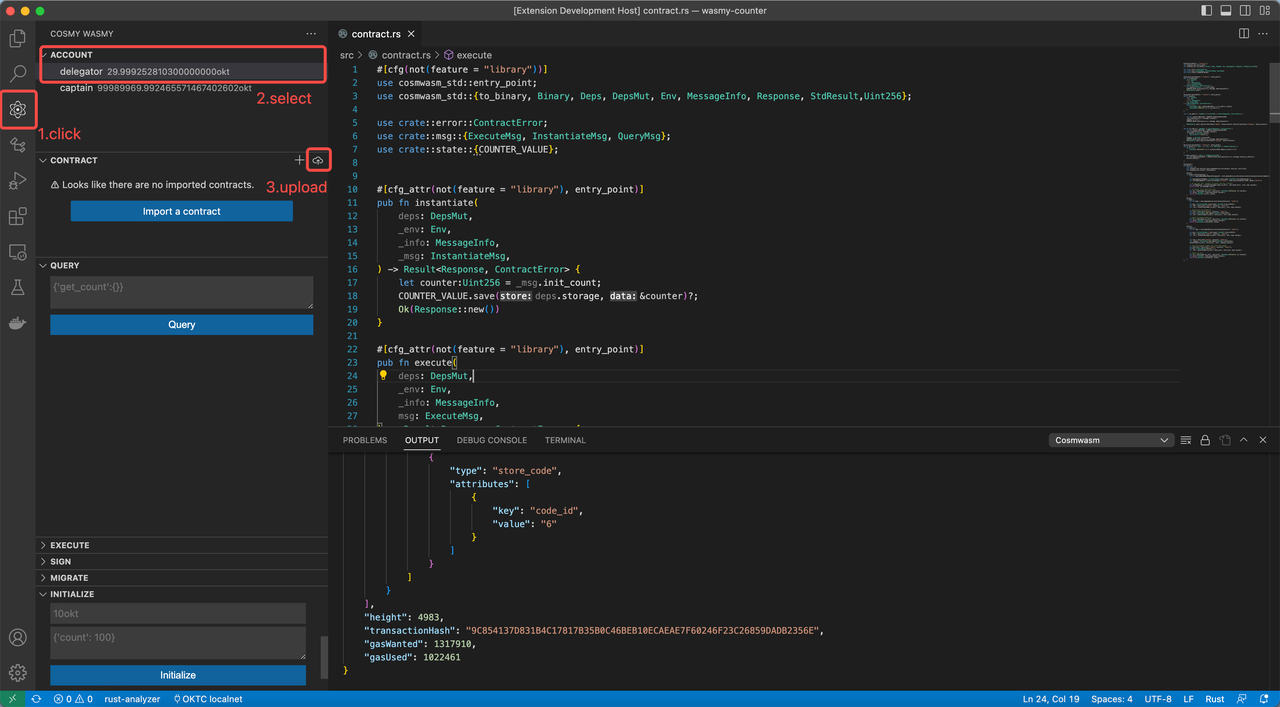 [Extension Development Host] contract.rs — wasmy-counter
COSMY WASMY
ACCOUNT
delegator 29.999252810300000000okt
captain 99989969.992465571467402602okt
2.select
1.click
CONTRACT
3.upload
Looks like there are no imported contracts.
Import a contract
QUERY
{'get_count':{}}
Query
EXECUTE
SIGN
MIGRATE
INITIALIZE
10okt
{'count': 100}
Initialize
contract.rs
src > contract.rs > execute
1 #[cfg(not(feature = "library"))]
2 use cosmwasm_std::entry_point;
3 use cosmwasm_std::{to_binary, Binary, Deps, DepsMut, Env, MessageInfo, Response, StdResult,Uint256};
4
5 use crate::error::ContractError;
6 use crate::msg::{ExecuteMsg, InstantiateMsg, QueryMsg};
7 use crate::state::{COUNTER_VALUE};
8
9
10 #[cfg_attr(not(feature = "library"), entry_point)]
11 pub fn instantiate(
12 deps: DepsMut,
13 _env: Env,
14 _info: MessageInfo,
15 _msg: InstantiateMsg,
16 ) -> Result<Response, ContractError> {
17 let counter:Uint256 = _msg.init_count;
18 COUNTER_VALUE.save(store: deps.storage, data: &counter)?;
19 Ok(Response::new())
20 }
21
22 #[cfg_attr(not(feature = "library"), entry_point)]
23 pub fn execute(
24 deps: DepsMut,
25 _env: Env,
26 _info: MessageInfo,
27 msg: ExecuteMsg,
PROBLEMS OUTPUT DEBUG CONSOLE TERMINAL
Cosmwasm
{
"type": "store_code",
"attributes": [
{
"key": "code_id",
"value": "6"
}
]
}
]
}
],
"height": 4983,
"transactionHash": "9C854137D831B4C17817B35B0C46BEB10ECAEAE7F60246F23C26859DADB2356E",
"gasWanted": 1317910,
"gasUsed": 1022461
}
0 0 rust-analyzer OKTC localnet
Ln 24, Col 19 Spaces: 4 UTF-8 LF Rust